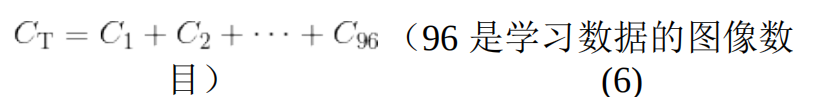 C_T = C_1 + C_2 + ··· + C_96 （96 是学习数据的图像数
目） (6)